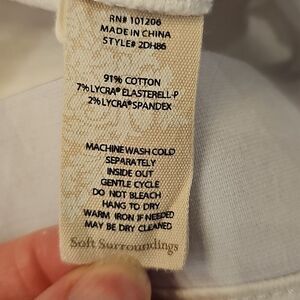 RN# 101206
MADE IN CHINA
STYLE# 2DH86
91% COTTON
7% LYCRA® ELASTERELL-P
2% LYCRA® SPANDEX
MACHINE WASH COLD
SEPARATELY
INSIDE OUT
GENTLE CYCLE
DO NOT BLEACH
HANG TO DRY
WARM IRON IF NEEDED
MAY BE DRY CLEANED
Soft Surroundings